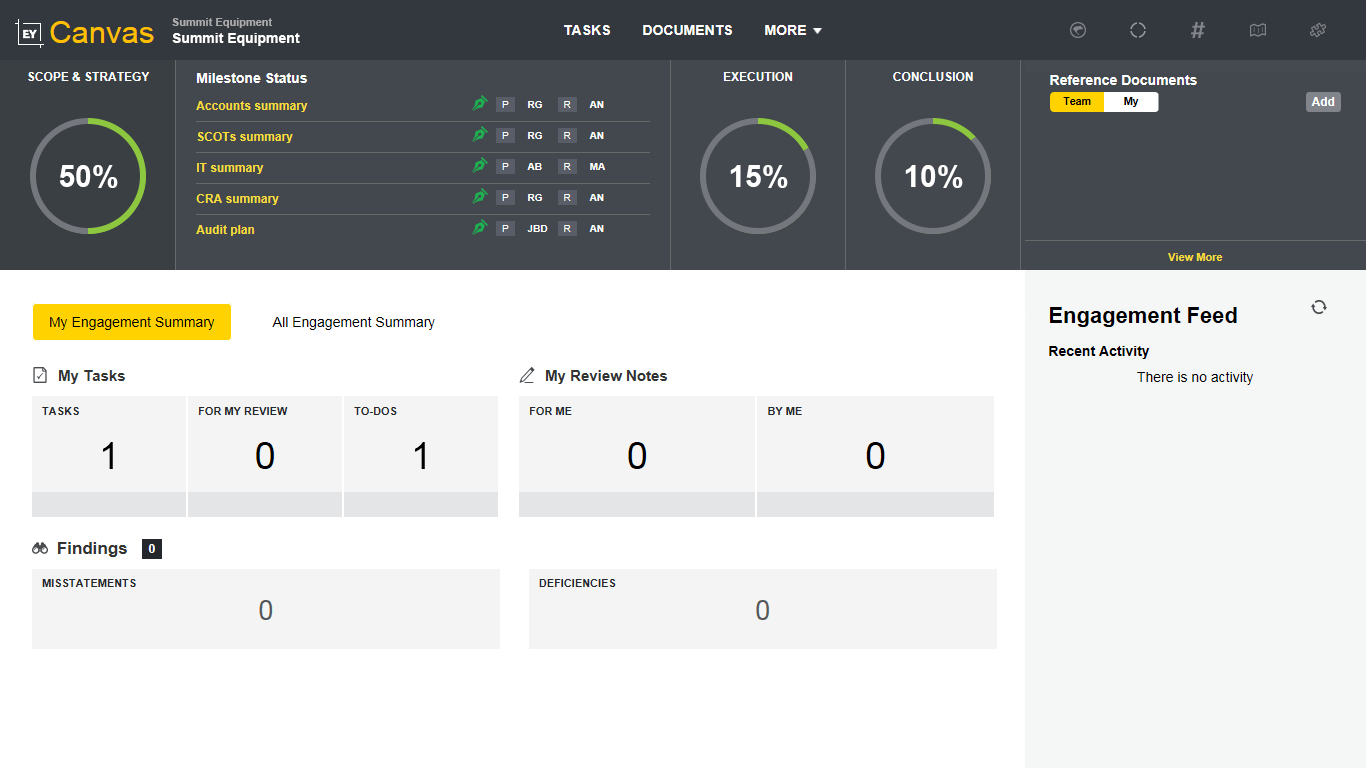 EY Canvas
Summit Equipment
Summit Equipment
TASKS DOCUMENTS MORE
#
SCOPE & STRATEGY
50%
Milestone Status
Accounts summary P RG R AN
SCOTs summary P RG R AN
IT summary P AB R MA
CRA summary P RG R AN
Audit plan P JBD R AN
EXECUTION
15%
CONCLUSION
10%
Reference Documents
Team My Add
View More
My Engagement Summary All Engagement Summary
My Tasks
TASKS FOR MY REVIEW TO-DOS
1 0 1
My Review Notes
FOR ME BY ME
0 0
Findings 0
MISSTATEMENTS
0
DEFICIENCIES
0
Engagement Feed
Recent Activity
There is no activity